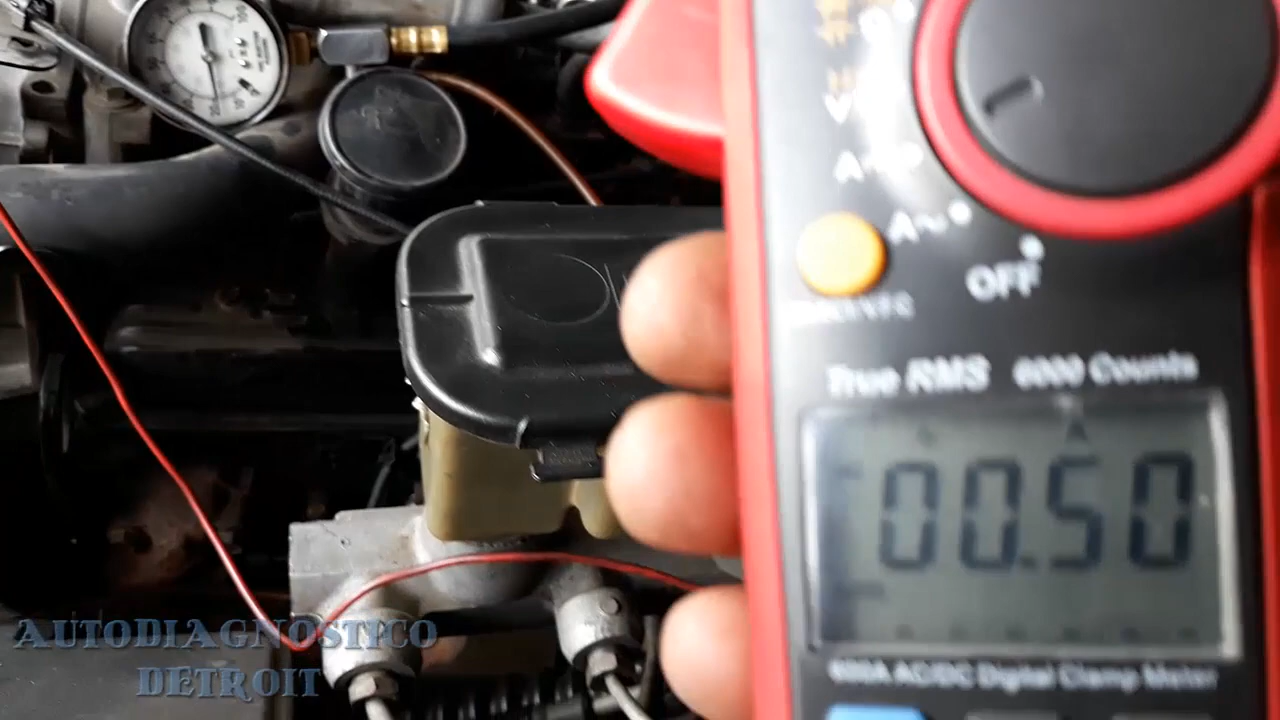 V
A
OFF
True RMS 6000 Counts
00.50
600A AC/DC Digital Clamp Meter
AUTODIAGNOSTICO
DETROIT